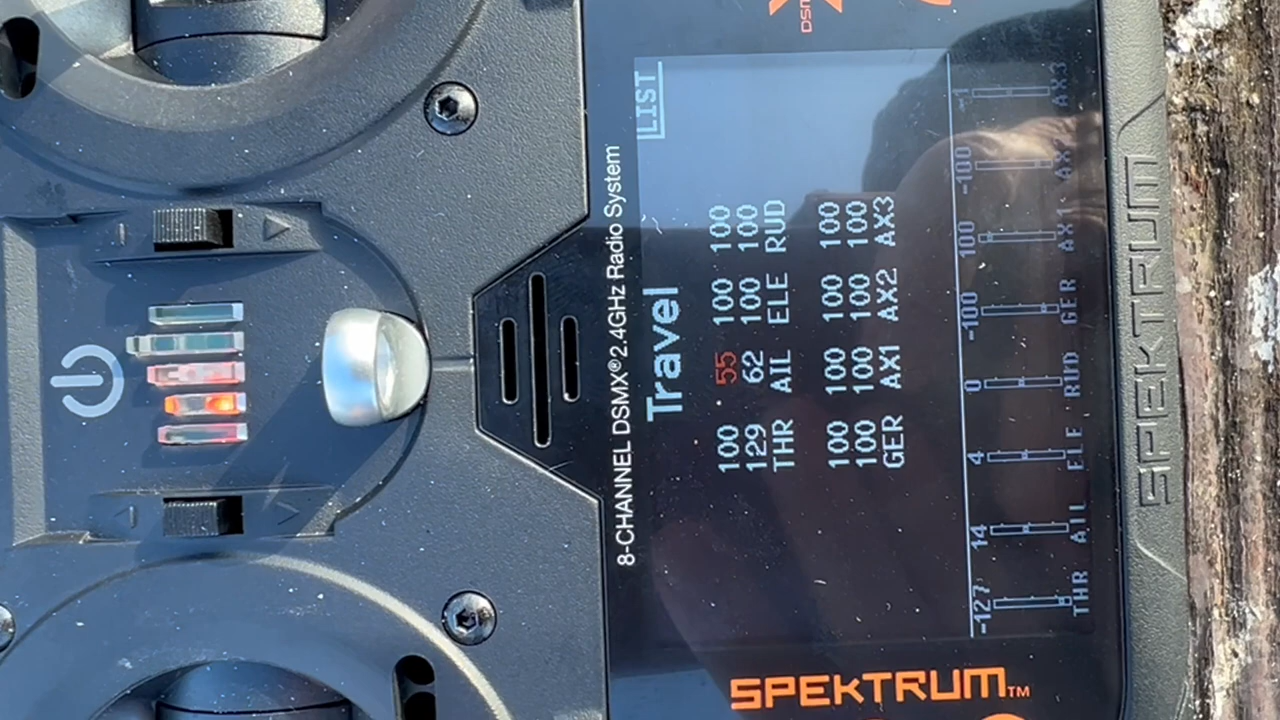 8-CHANNEL DSMX®2.4GHz Radio System
Travel
LIST
100 55 100 100
129 62 100 100
THR AIL ELE RUD
100 100 100 100
100 100 100 100
GER AX1 AX2 AX3
-127 14 4 0 -100 100 -100 -1
THR AIL ELE RUD GER AX1 AX2 AX3
SPEKTRUM™
SPEKTRUM